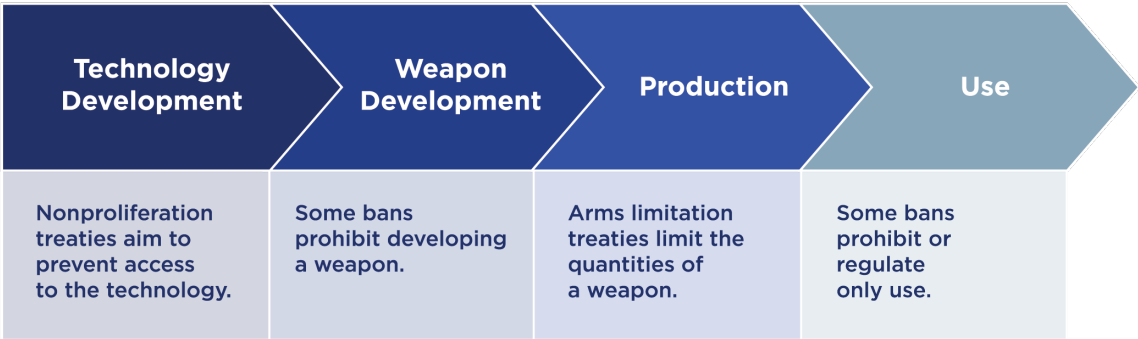 Technology
Development
Weapon
Development
Production
Use
Nonproliferation
treaties aim to
prevent access
to the technology.
Some bans
prohibit developing
a weapon.
Arms limitation
treaties limit the
quantities of
a weapon.
Some bans
prohibit or
regulate
only use.